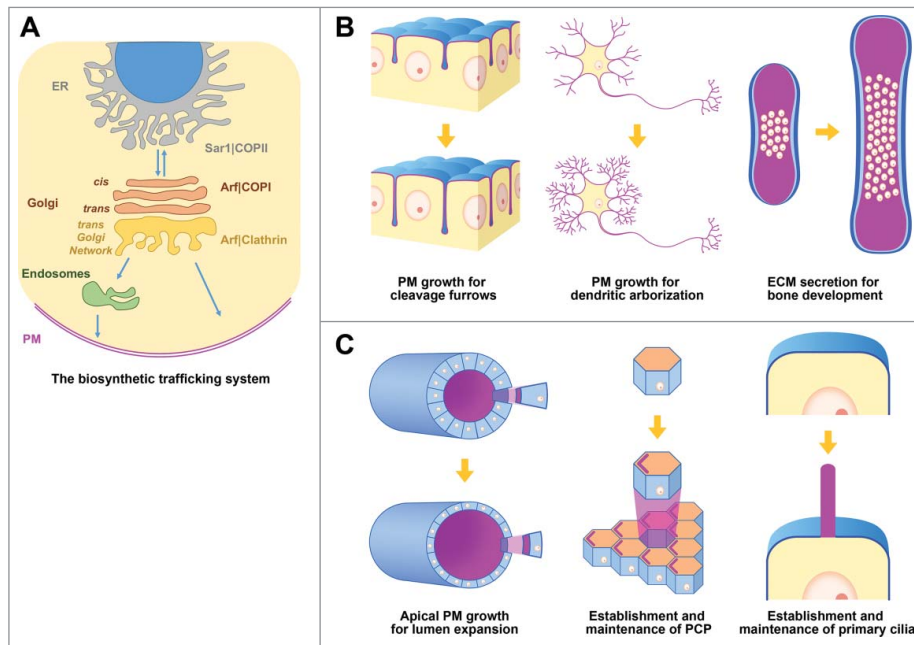 A
ER
Sar1|COPII
cis
Arf|COPI
Golgi
trans
trans
Golgi
Network
Arf|Clathrin
Endosomes
PM
The biosynthetic trafficking system
B
PM growth for
cleavage furrows
PM growth for
dendritic arborization
ECM secretion for
bone development
C
Apical PM growth
for lumen expansion
Establishment and
maintenance of PCP
Establishment and
maintenance of primary cilia